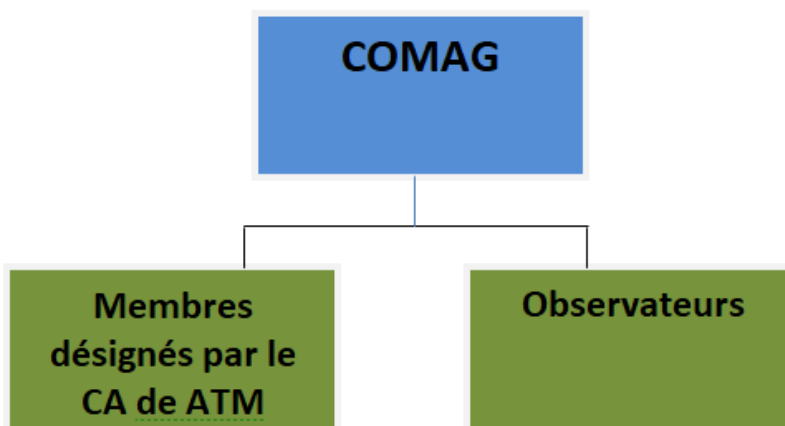 COMAG
Membres
désignés par le
CA de ATM
Observateurs